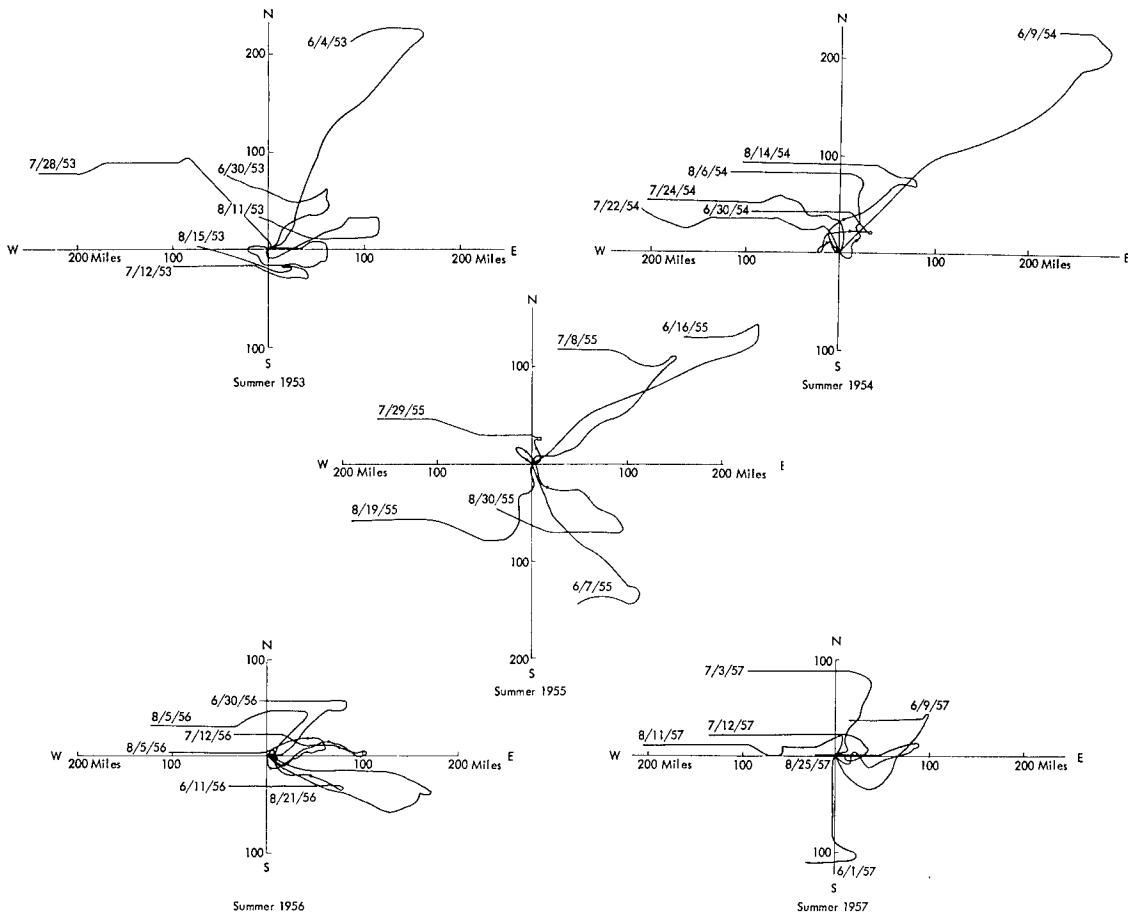 N
6/4/53
200
7/28/53
100
6/30/53
8/11/53
8/15/53
W
200 Miles
100
200 Miles
E
7/12/53
100
S
Summer 1953
N
6/9/54
200
8/14/54
100
8/6/54
7/24/54
7/22/54
6/30/54
W
200 Miles
100
100
200 Miles
E
100
S
Summer 1954
N
6/16/55
7/8/55
100
7/29/55
W
200 Miles
100
100
200 Miles
E
8/30/55
8/19/55
100
6/7/55
200
S
Summer 1955
N
100
6/30/56
8/5/56
7/12/56
8/5/56
W
200 Miles
100
100
200 Miles
E
6/11/56
8/21/56
100
S
Summer 1956
N
100
7/3/57
6/9/57
7/12/57
8/11/57
W
200 Miles
100
8/25/57
100
200 Miles
E
100
6/1/57
S
Summer 1957